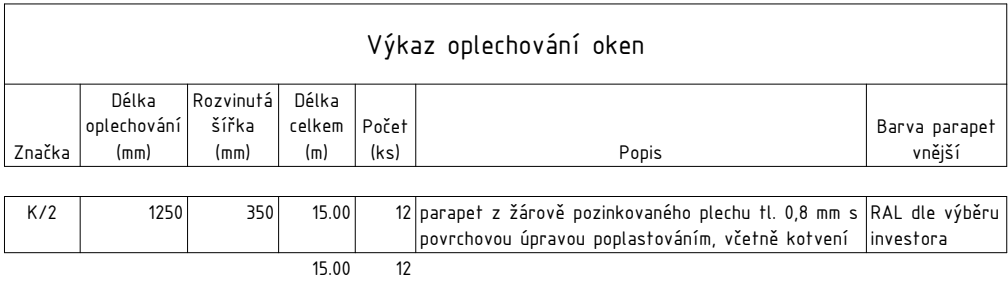 Výkaz oplechování oken
Značka Délka oplechování (mm) Rozvinutá šířka (mm) Délka celkem (m) Počet (ks) Popis Barva parapet vnější
K/2 1250 350 15.00 12 parapet z žárově pozinkovaného plechu tl. 0,8 mm s RAL dle výběru
povrchovou úpravou poplastováním, včetně kotvení investora
15.00 12